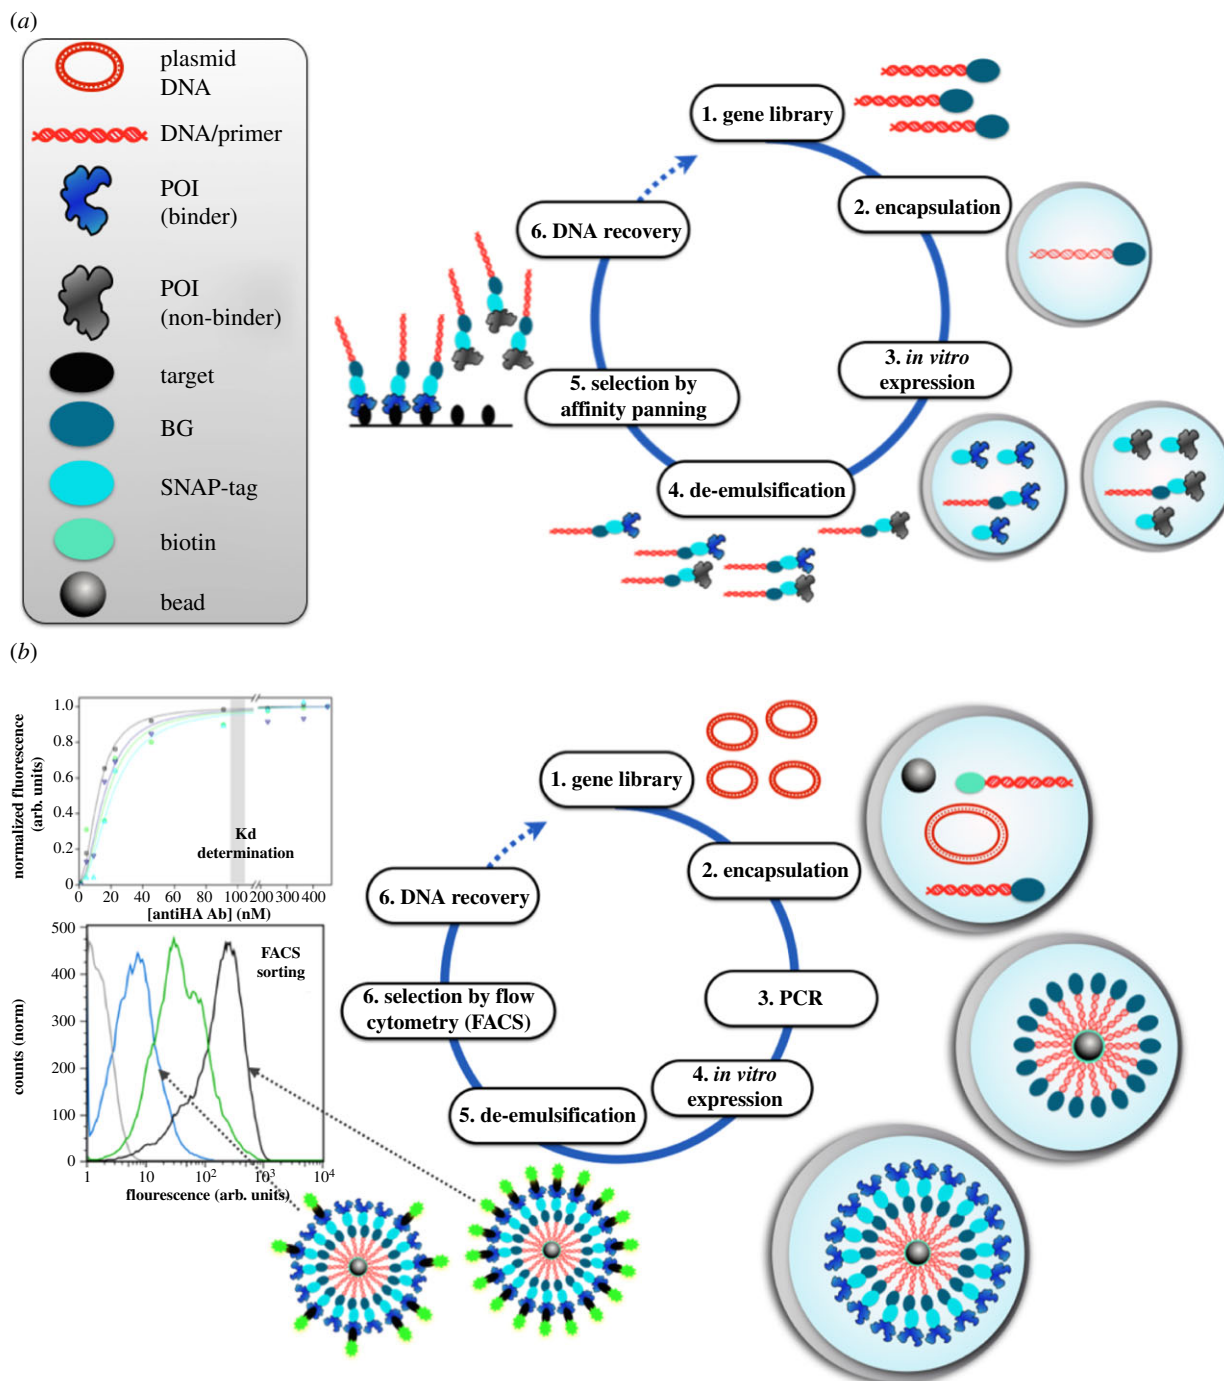 (a)
plasmid
DNA
DNA/primer
POI
(binder)
POI
(non-binder)
target
BG
SNAP-tag
biotin
bead
1. gene library
2. encapsulation
3. in vitro
expression
4. de-emulsification
5. selection by
affinity panning
6. DNA recovery
(b)
normalized fluorescence
(arb. units)
1.0
0.8
0.6
0.4
0.2
0
Kd
determination
0 20 40 60 80 100 200 300 400
[antiHA Ab] (nM)
counts (norm)
500
400
300
200
100
0
FACS
sorting
1 10 10² 10³ 10⁴
flourescence (arb. units)
1. gene library
2. encapsulation
3. PCR
4. in vitro
expression
5. de-emulsification
6. selection by flow
cytometry (FACS)
6. DNA recovery